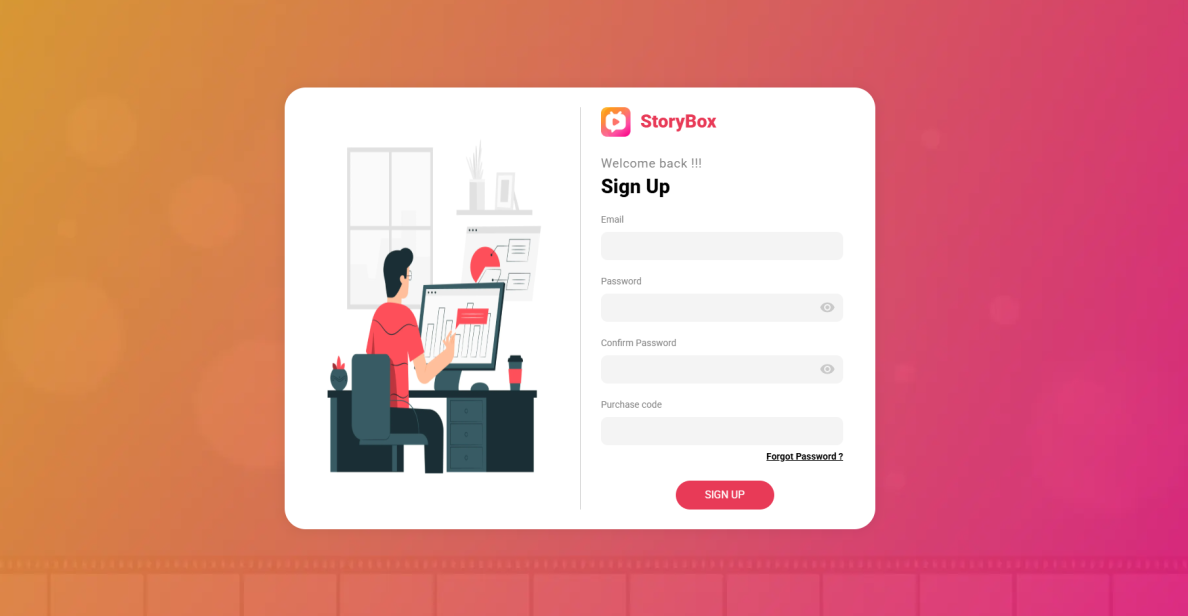 StoryBox
Welcome back !!!
Sign Up
Email
Password
Confirm Password
Purchase code
Forgot Password ?
SIGN UP